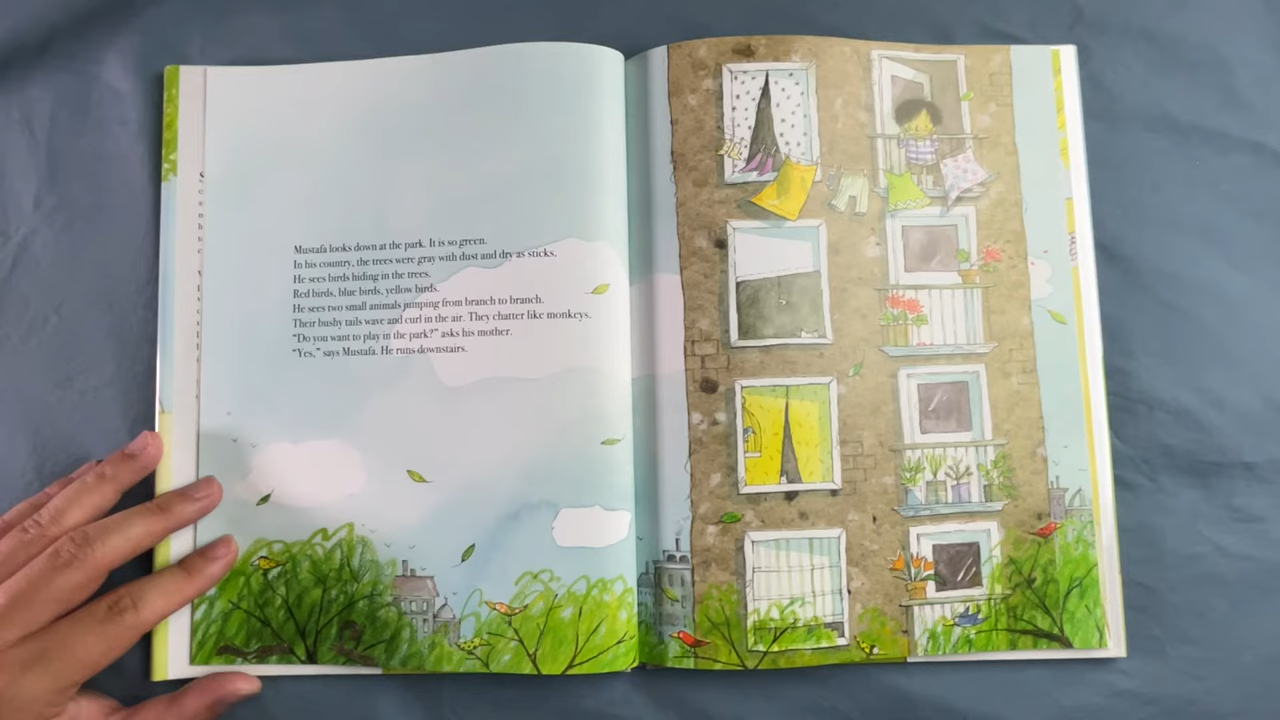 Mustafa looks down at the park. It is so green.
In his country, the trees were gray with dust and dry as sticks.
He sees birds hiding in the trees.
Red birds, blue birds, yellow birds.
He sees two small animals jumping from branch to branch.
Their bushy tails wave and curl in the air. They chatter like monkeys.
“Do you want to play in the park?” asks his mother.
“Yes,” says Mustafa. He runs downstairs.